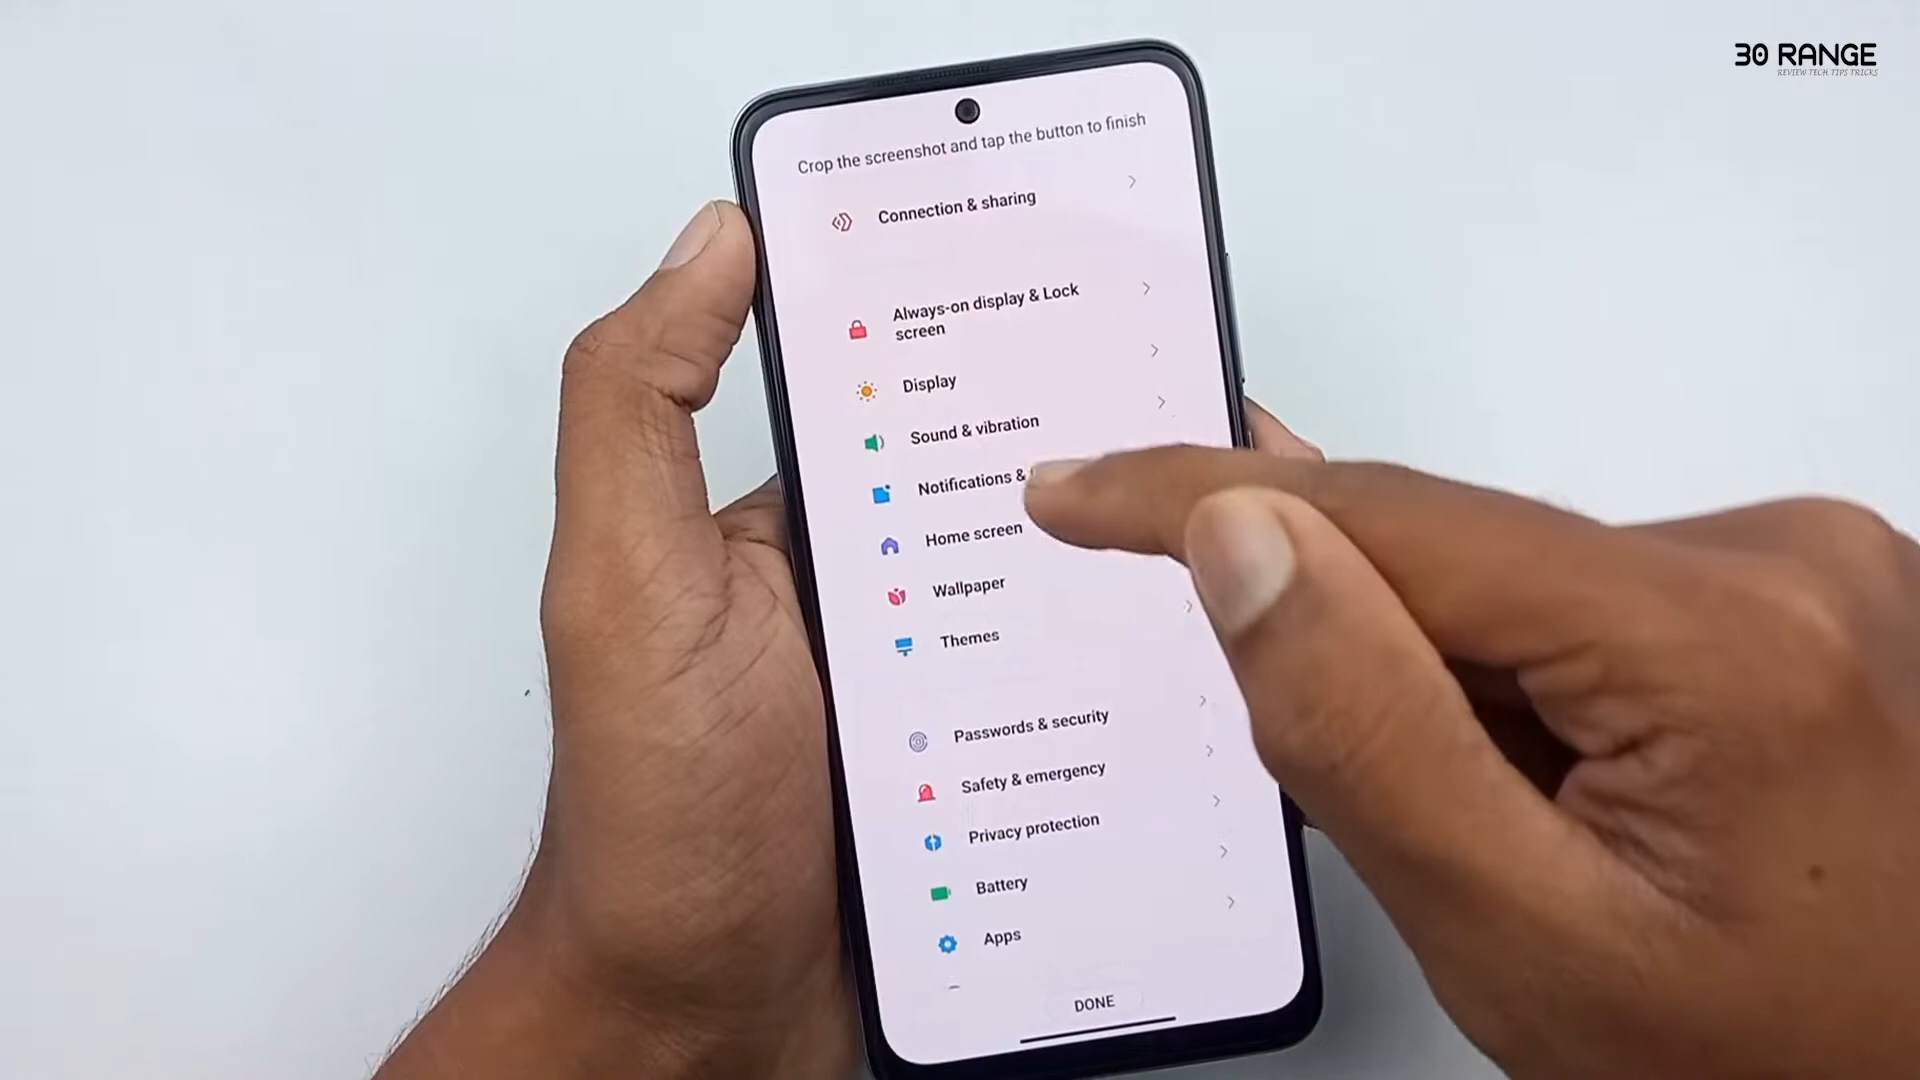 30 RANGE
REVIEW TECH TIPS TRICKS
Crop the screenshot and tap the button to finish
Connection & sharing
Always-on display & Lock
screen
Display
Sound & vibration
Notifications &
Home screen
Wallpaper
Themes
Passwords & security
Safety & emergency
Privacy protection
Battery
Apps
DONE